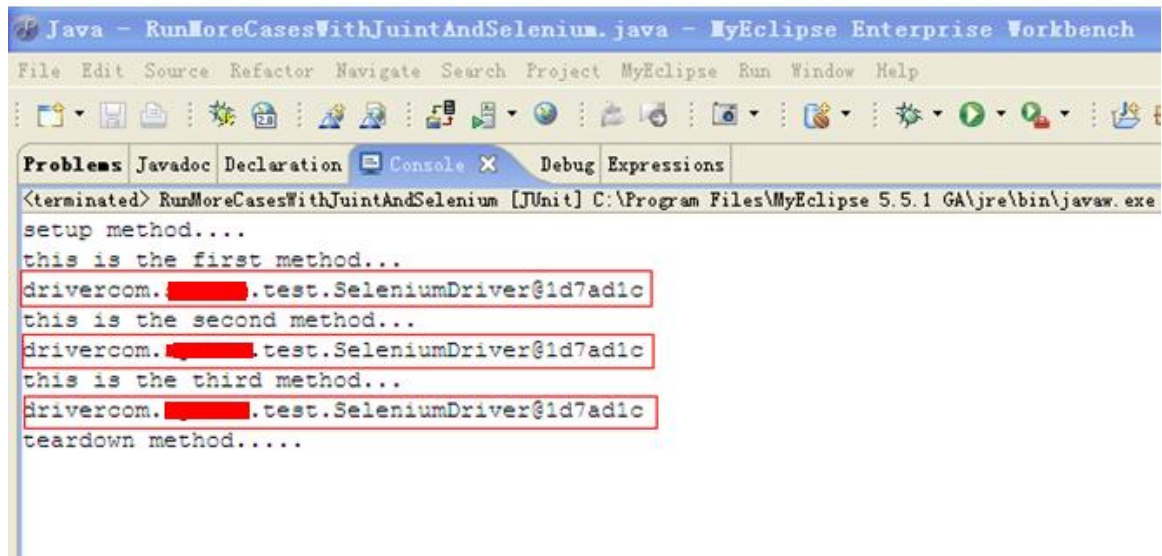 Java - RunMoreCasesWithJuintAndSelenium.java - MyEclipse Enterprise Workbench
File Edit Source Refactor Navigate Search Project MyEclipse Run Window Help
Problems Javadoc Declaration Console Debug Expressions
<terminated> RunMoreCasesWithJuintAndSelenium [JUnit] C:\Program Files\MyEclipse 5.5.1 GA\jre\bin\javaw.exe
setup method....
this is the first method...
drivercom. .test.SeleniumDriver@1d7ad1c
this is the second method...
drivercom. .test.SeleniumDriver@1d7ad1c
this is the third method...
drivercom. .test.SeleniumDriver@1d7ad1c
teardown method.....